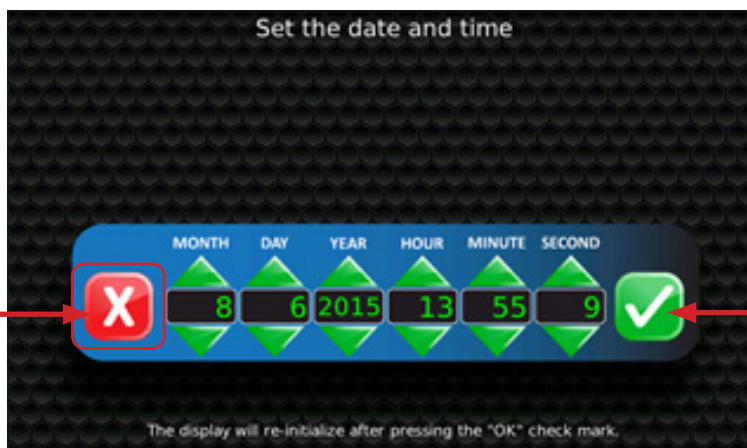 Set the date and time
MONTH DAY YEAR HOUR MINUTE SECOND
X 8 6 2015 13 55 9
The display will re-initialize after pressing the "OK" check mark.